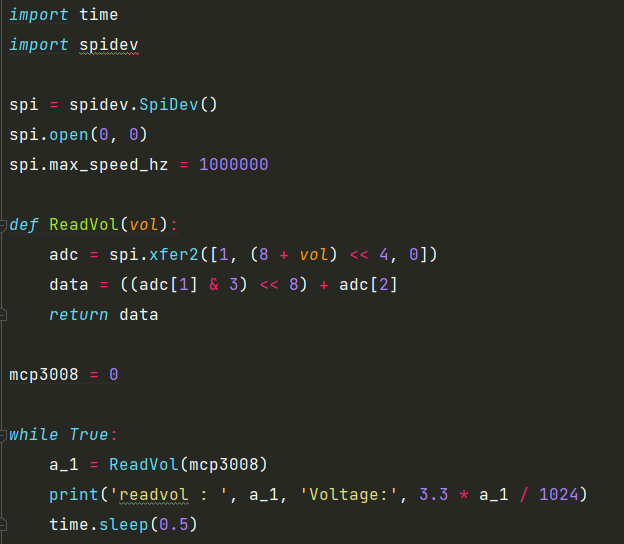 import time
import spidev

spi = spidev.SpiDev()
spi.open(0, 0)
spi.max_speed_hz = 1000000

def ReadVol(vol):
    adc = spi.xfer2([1, (8 + vol) << 4, 0])
    data = ((adc[1] & 3) << 8) + adc[2]
    return data

mcp3008 = 0

while True:
    a_1 = ReadVol(mcp3008)
    print('readvol : ', a_1, 'Voltage:', 3.3 * a_1 / 1024)
    time.sleep(0.5)